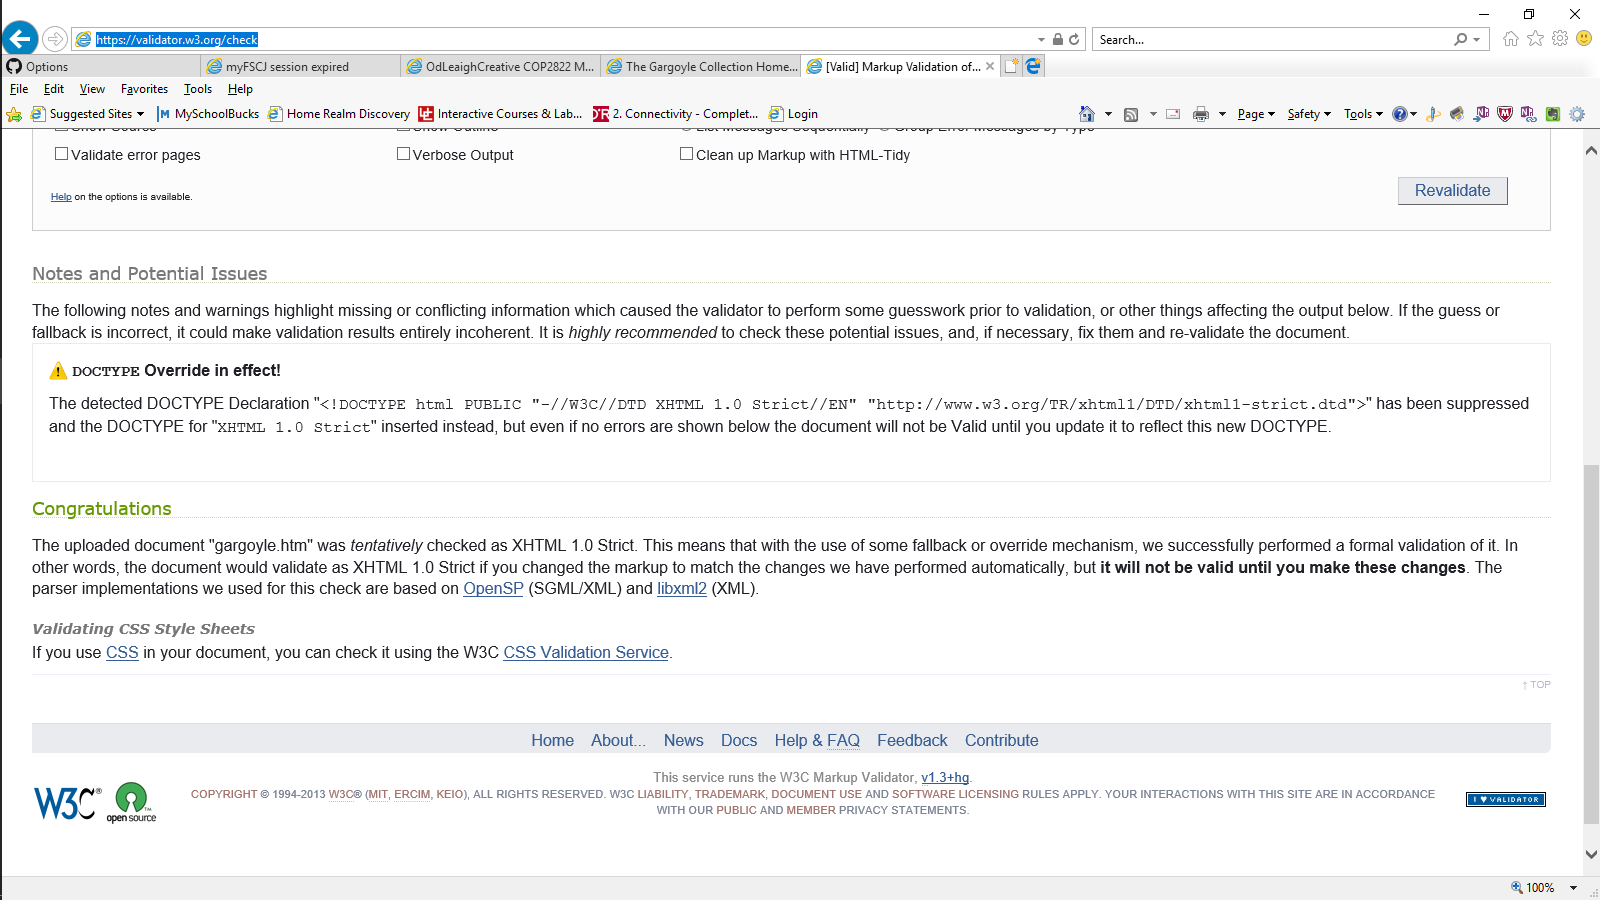 https://validator.w3.org/check
Search...
Options
myFSCJ session expired
OdLeaighCreative COP2822 M...
The Gargoyle Collection Home...
[Valid] Markup Validation of...
File Edit View Favorites Tools Help
Suggested Sites
MySchoolBucks
Home Realm Discovery
Interactive Courses & Lab...
2. Connectivity - Complet...
Login
Page Safety Tools
Show Source Show Outline List Messages Sequentially Group Error Messages by Type
Validate error pages Verbose Output Clean up Markup with HTML-Tidy
Help on the options is available.
Revalidate
Notes and Potential Issues
The following notes and warnings highlight missing or conflicting information which caused the validator to perform some guesswork prior to validation, or other things affecting the output below. If the guess or
fallback is incorrect, it could make validation results entirely incoherent. It is highly recommended to check these potential issues, and, if necessary, fix them and re-validate the document.
DOCTYPE Override in effect!
The detected DOCTYPE Declaration "<!DOCTYPE html PUBLIC "-//W3C//DTD XHTML 1.0 Strict//EN" "http://www.w3.org/TR/xhtml1/DTD/xhtml1-strict.dtd">" has been suppressed
and the DOCTYPE for "XHTML 1.0 Strict" inserted instead, but even if no errors are shown below the document will not be Valid until you update it to reflect this new DOCTYPE.
Congratulations
The uploaded document "gargoyle.htm" was tentatively checked as XHTML 1.0 Strict. This means that with the use of some fallback or override mechanism, we successfully performed a formal validation of it. In
other words, the document would validate as XHTML 1.0 Strict if you changed the markup to match the changes we have performed automatically, but it will not be valid until you make these changes. The
parser implementations we used for this check are based on OpenSP (SGML/XML) and libxml2 (XML).
Validating CSS Style Sheets
If you use CSS in your document, you can check it using the W3C CSS Validation Service.
↑ TOP
Home About... News Docs Help & FAQ Feedback Contribute
W3C®
open source™
This service runs the W3C Markup Validator, v1.3+hg.
COPYRIGHT © 1994-2013 W3C® (MIT, ERCIM, KEIO), ALL RIGHTS RESERVED. W3C LIABILITY, TRADEMARK, DOCUMENT USE AND SOFTWARE LICENSING RULES APPLY. YOUR INTERACTIONS WITH THIS SITE ARE IN ACCORDANCE
WITH OUR PUBLIC AND MEMBER PRIVACY STATEMENTS.
I ♥ VALIDATOR
100%